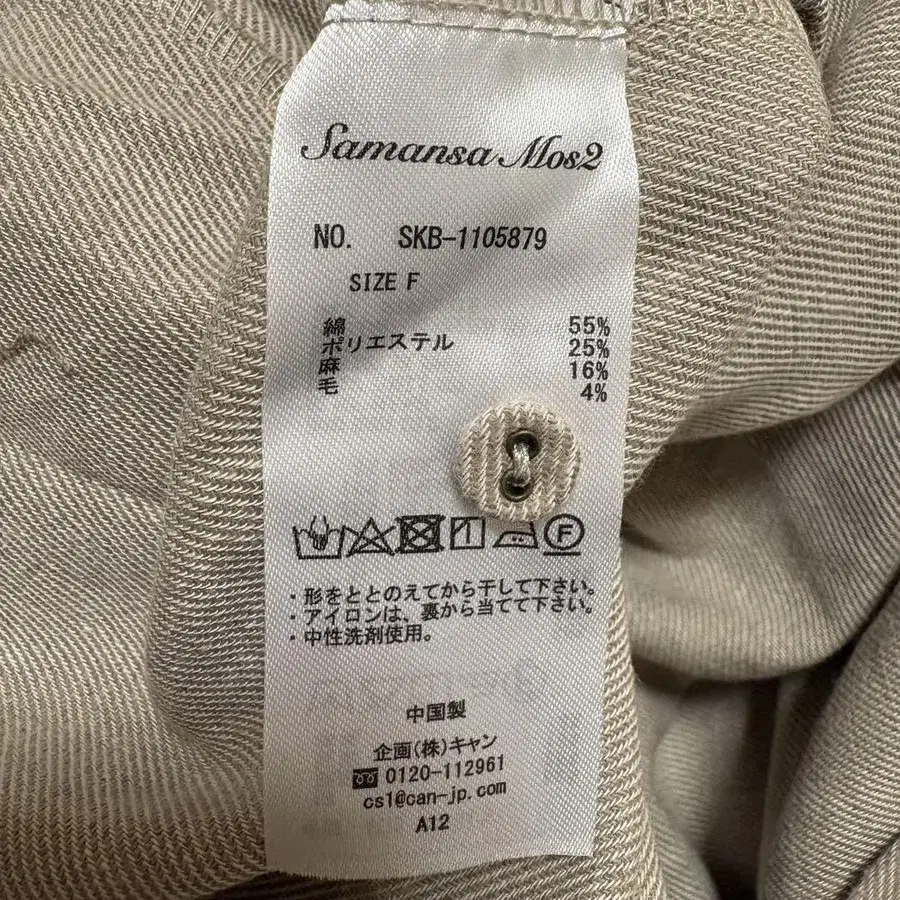 Samansa Mos2
NO. SKB-1105879
SIZE F
綿 55%
ポリエステル 25%
麻 16%
毛 4%
F
・形をととのえてから干して下さい。
・アイロンは、裏から当てて下さい。
・中性洗剤使用。
中国製
企画(株)キャン
0120-112961
cs1@can-jp.com
A12